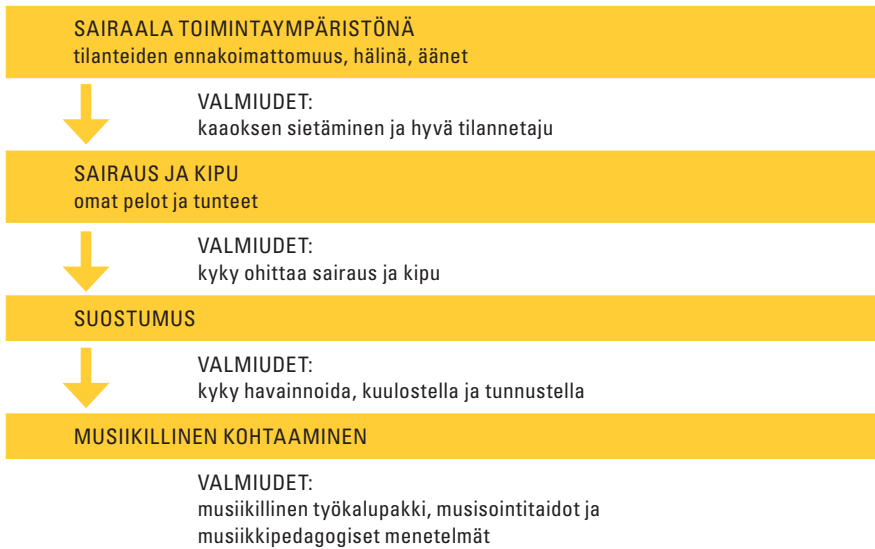 SAIRAALA TOIMINTAYMPÄRISTÖNÄ
tilanteiden ennakoimattomuus, hälinä, äänet
VALMIUDET:
kaaoksen sietäminen ja hyvä tilannetaju
SAIRAUS JA KIPU
omat pelot ja tunteet
VALMIUDET:
kyky ohittaa sairaus ja kipu
SUOSTUMUS
VALMIUDET:
kyky havainnoida, kuulostella ja tunnustella
MUSIIKILLINEN KOHTAAMINEN
VALMIUDET:
musiikillinen työkalupakki, musisointitaidot ja
musiikkipedagogiset menetelmät